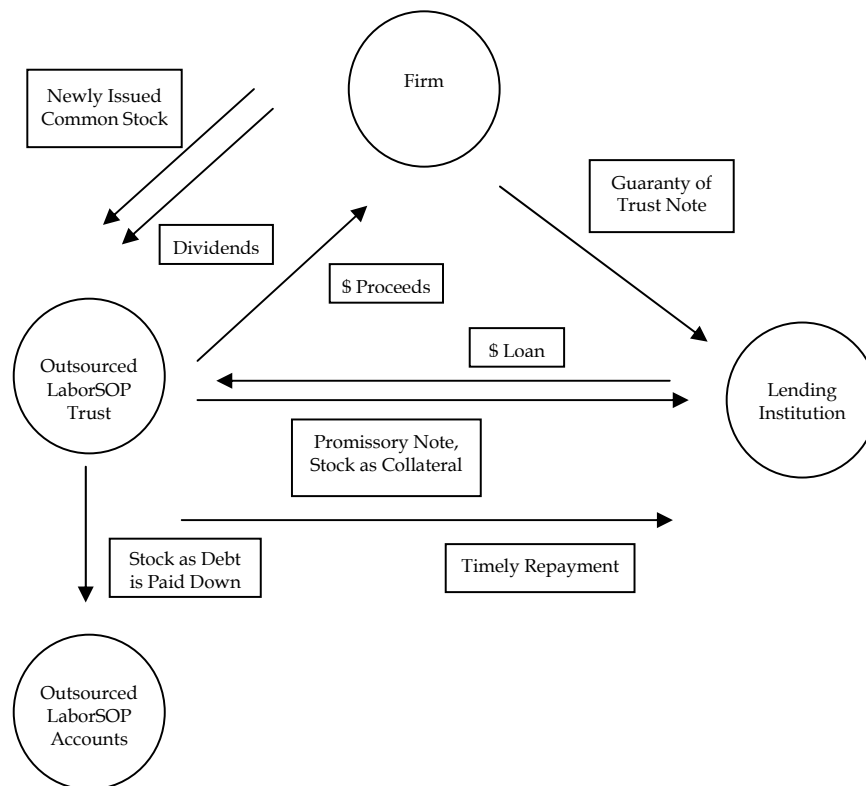 Firm
Newly Issued
Common Stock
Guaranty of
Trust Note
Dividends
$ Proceeds
$ Loan
Outsourced
LaborSOP
Trust
Lending
Institution
Promissory Note,
Stock as Collateral
Stock as Debt
is Paid Down
Timely Repayment
Outsourced
LaborSOP
Accounts